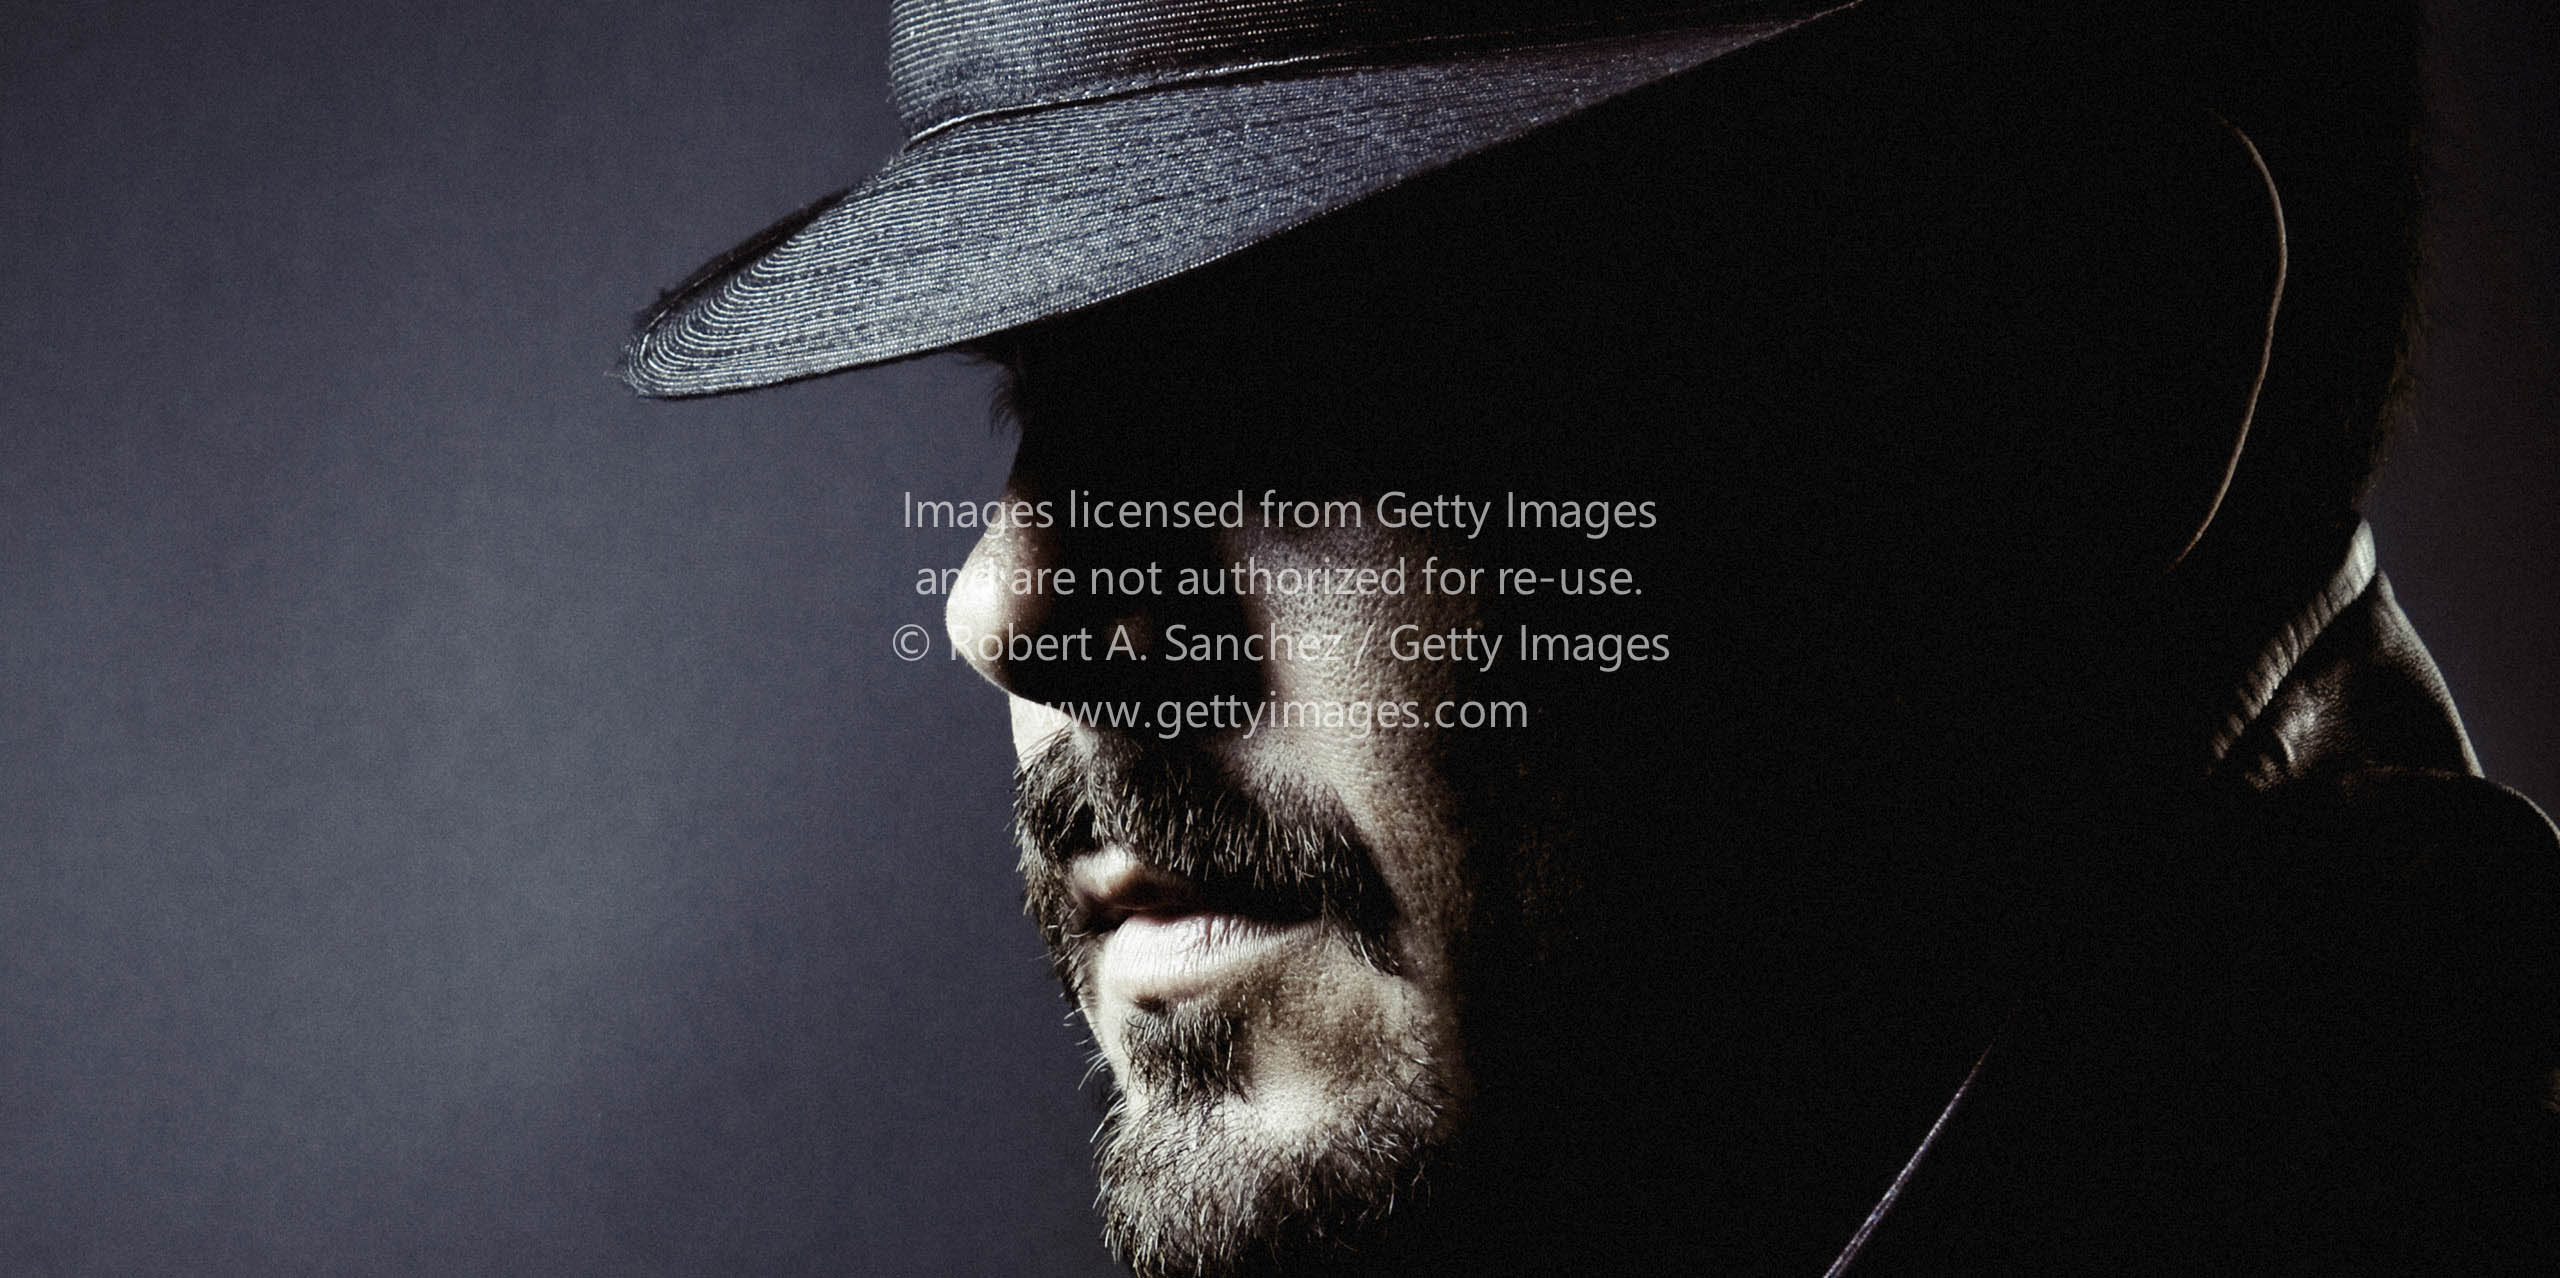 Images licensed from Getty Images
and are not authorized for re-use.
© Robert A. Sanchez / Getty Images
www.gettyimages.com